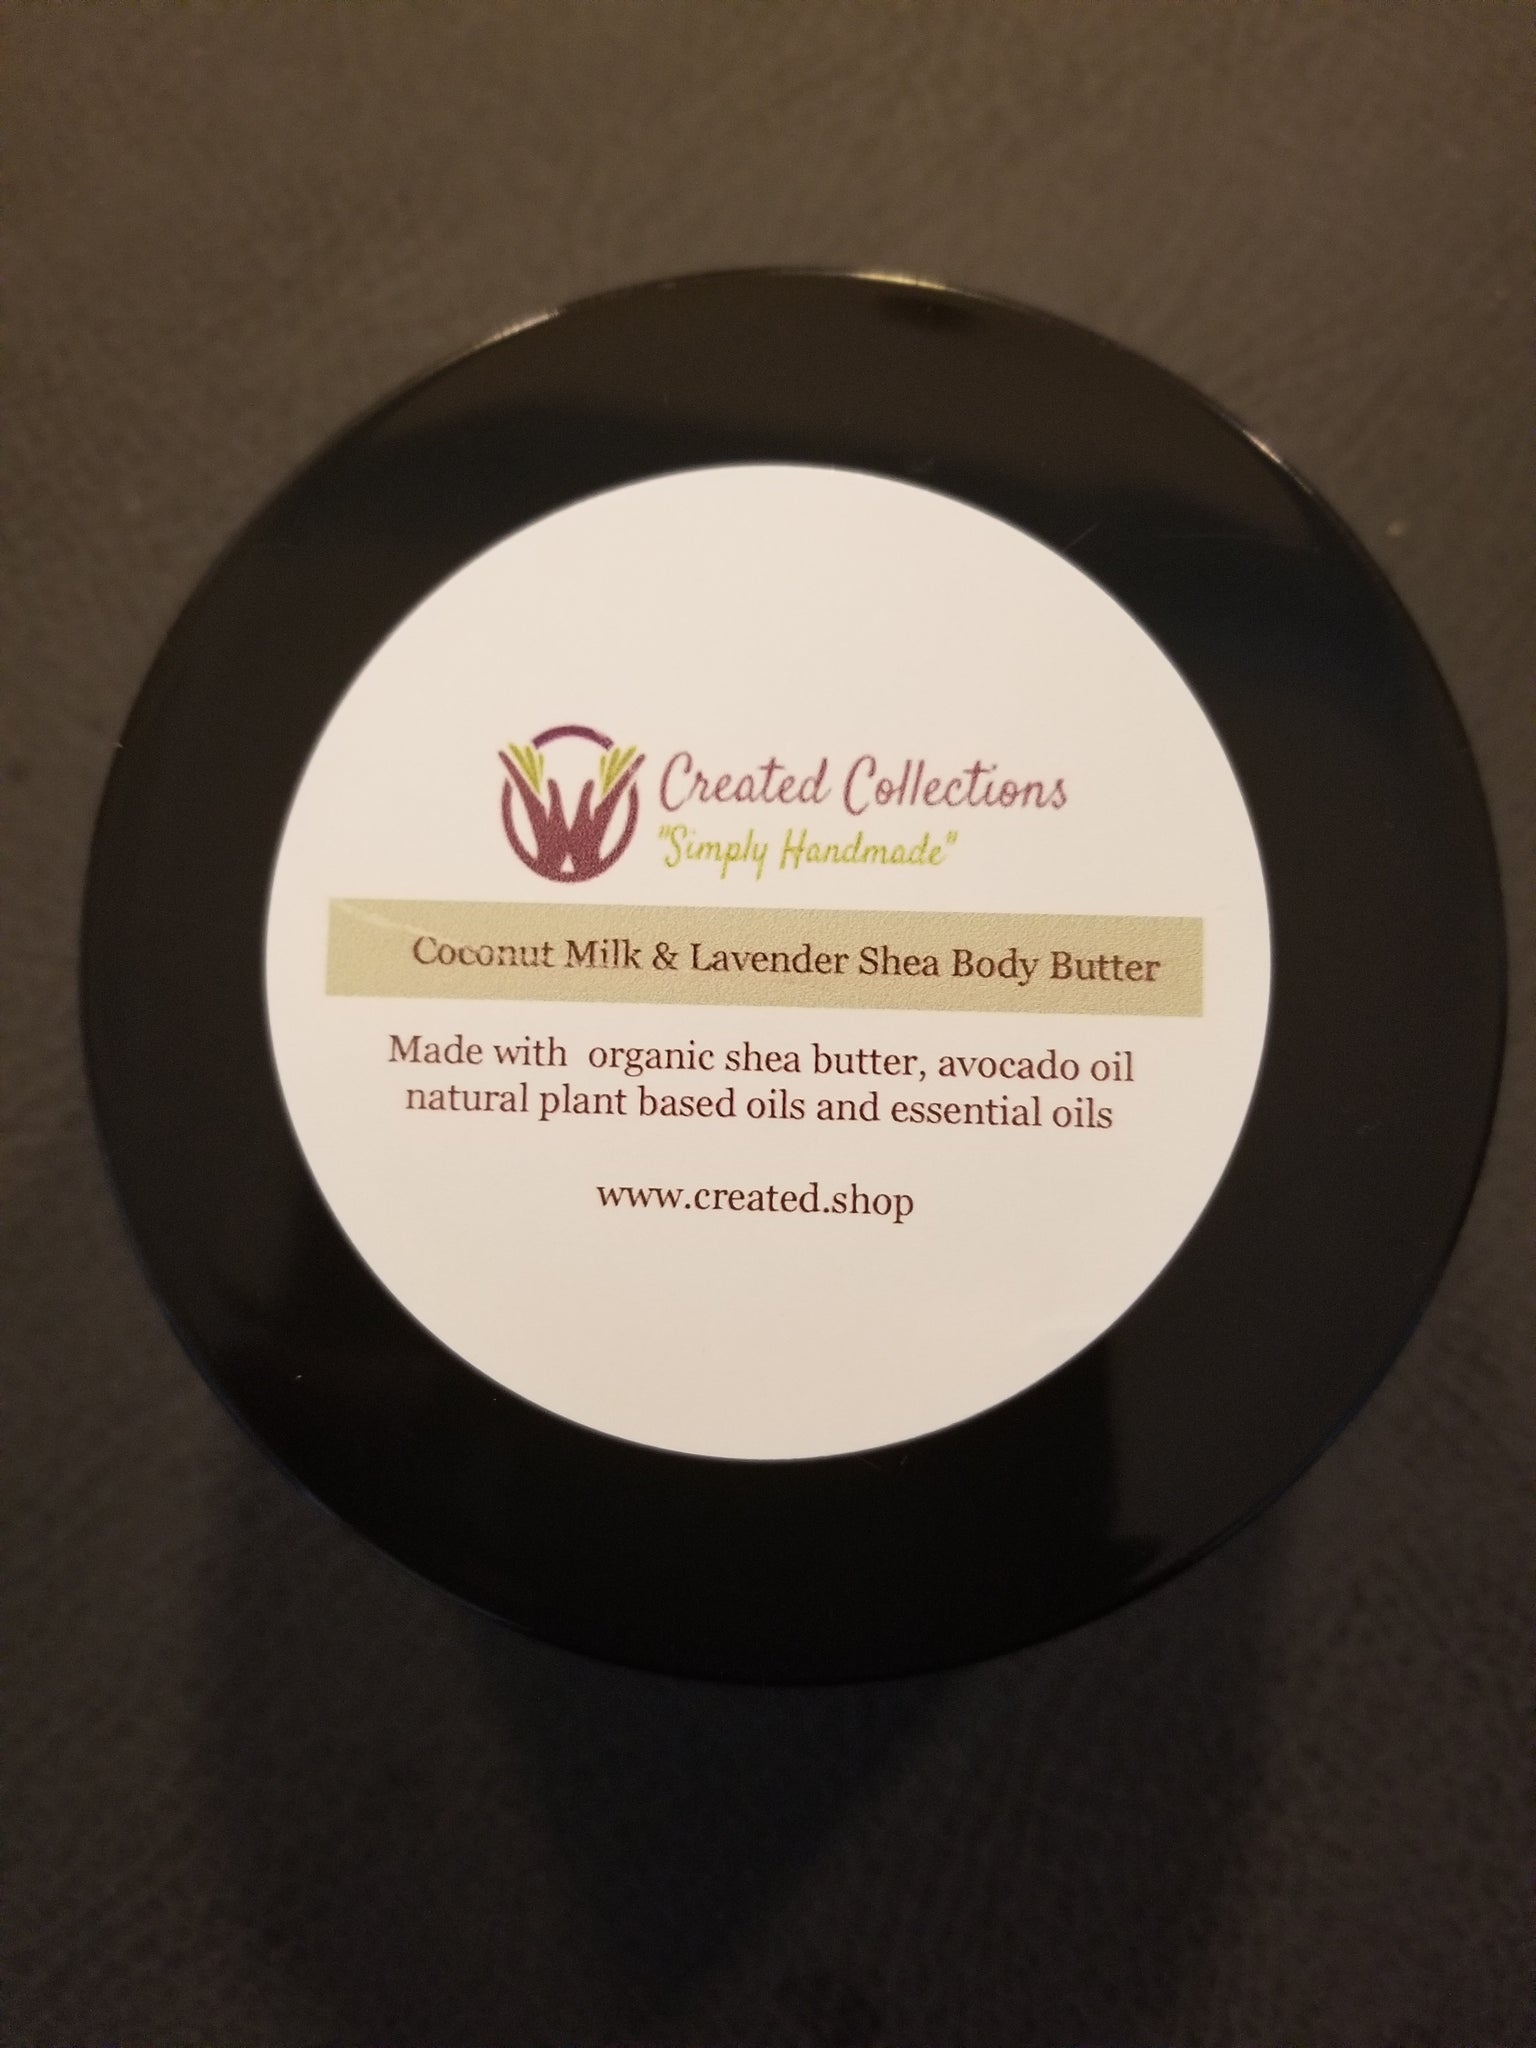 Created Collections
"Simply Handmade"
Coconut Milk & Lavender Shea Body Butter
Made with organic shea butter, avocado oil
natural plant based oils and essential oils
www.created.shop